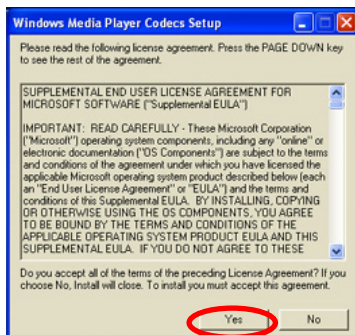 Windows Media Player Codecs Setup
Please read the following license agreement. Press the PAGE DOWN key
to see the rest of the agreement.
SUPPLEMENTAL END USER LICENSE AGREEMENT FOR
MICROSOFT SOFTWARE ("Supplemental EULA")
IMPORTANT: READ CAREFULLY - These Microsoft Corporation
("Microsoft") operating system components, including any "online" or
electronic documentation ("OS Components") are subject to the terms
and conditions of the agreement under which you have licensed the
applicable Microsoft operating system product described below (each
an "End User License Agreement" or "EULA") and the terms and
conditions of this Supplemental EULA. BY INSTALLING, COPYING
OR OTHERWISE USING THE OS COMPONENTS, YOU AGREE
TO BE BOUND BY THE TERMS AND CONDITIONS OF THE
APPLICABLE OPERATING SYSTEM PRODUCT EULA AND THIS
SUPPLEMENTAL EULA. IF YOU DO NOT AGREE TO THESE
Do you accept all of the terms of the preceding License Agreement? If you
choose No, Install will close. To install you must accept this agreement.
Yes No